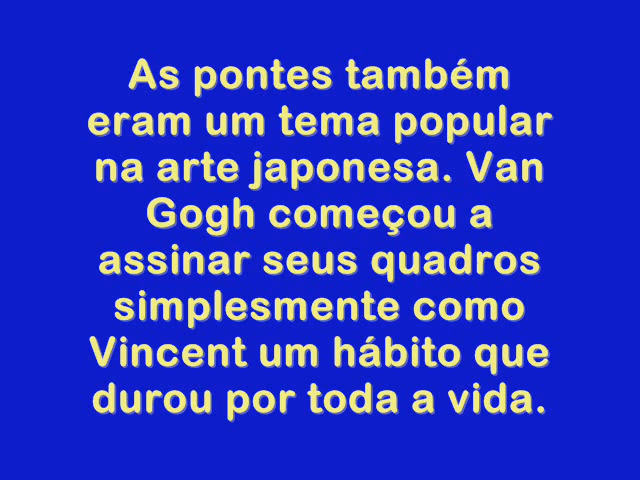 As pontes também
eram um tema popular
na arte japonesa. Van
Gogh começou a
assinar seus quadros
simplesmente como
Vincent um hábito que
durou por toda a vida.